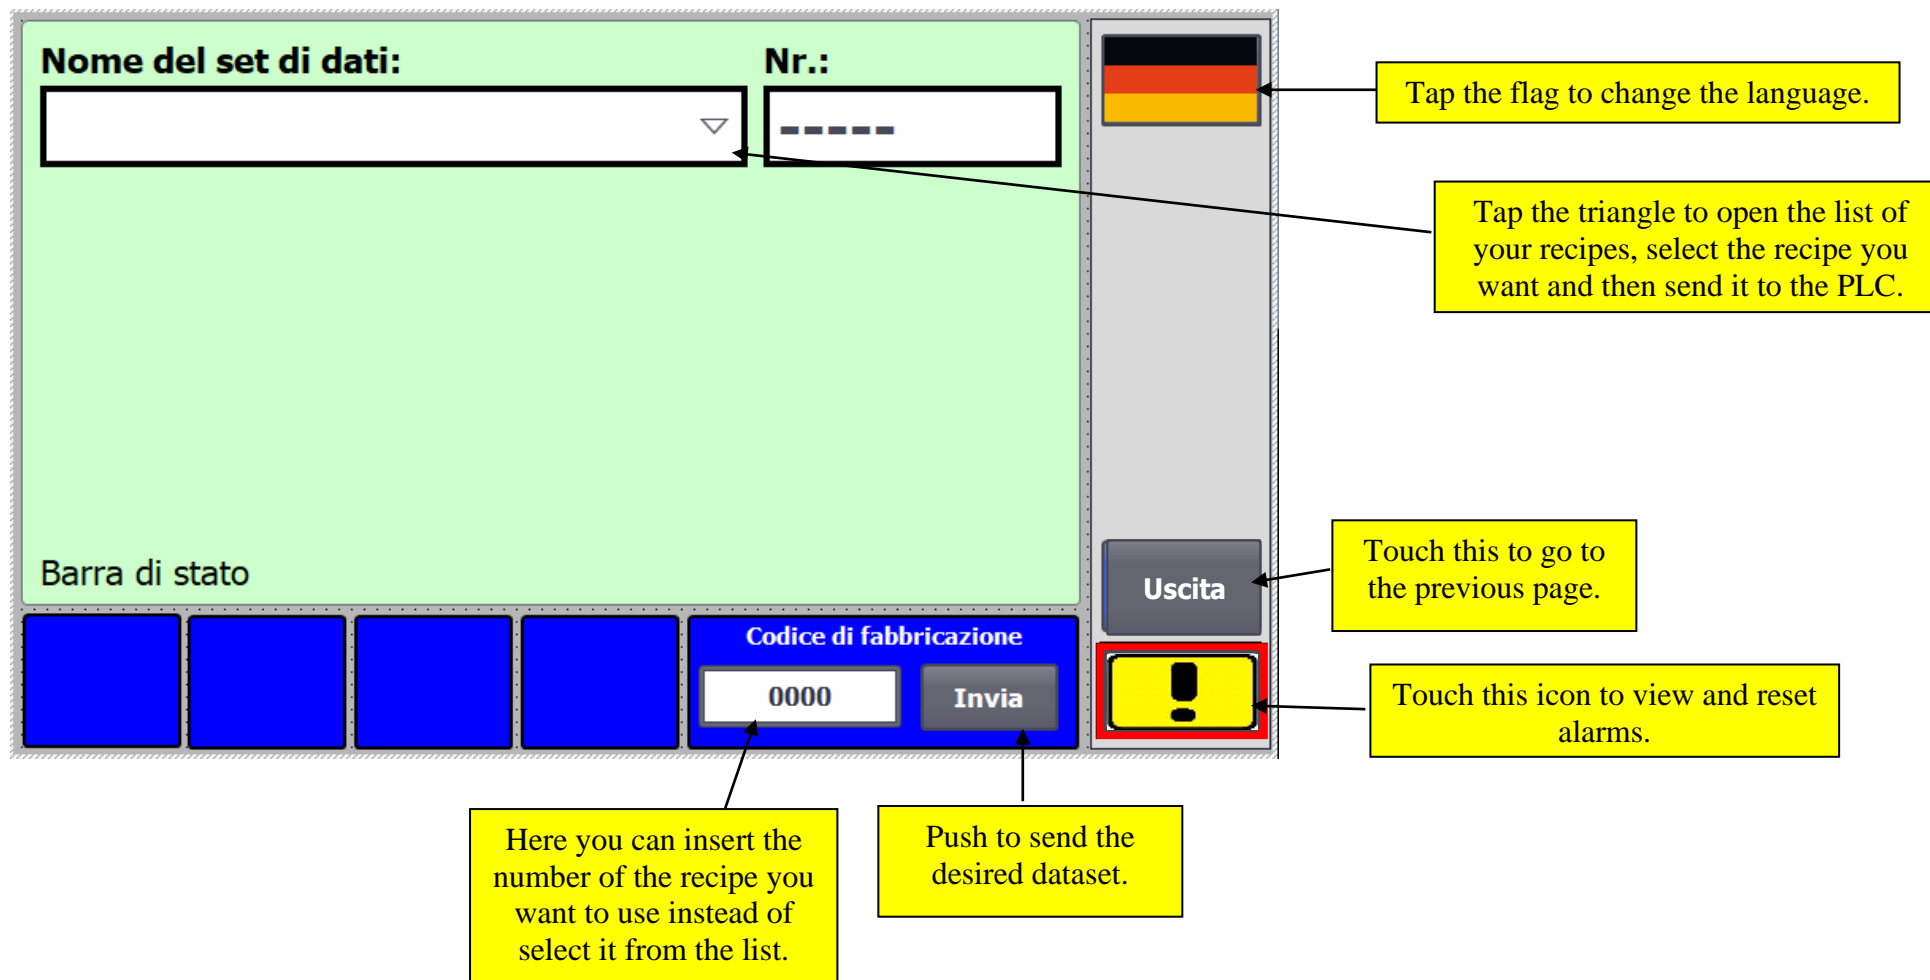 Nome del set di dati:
Nr.:
-----
Tap the flag to change the language.
Tap the triangle to open the list of
your recipes, select the recipe you
want and then send it to the PLC.
Barra di stato
Uscita
Touch this to go to
the previous page.
Codice di fabbricazione
0000
Invia
!
Touch this icon to view and reset
alarms.
Here you can insert the
number of the recipe you
want to use instead of
select it from the list.
Push to send the
desired dataset.